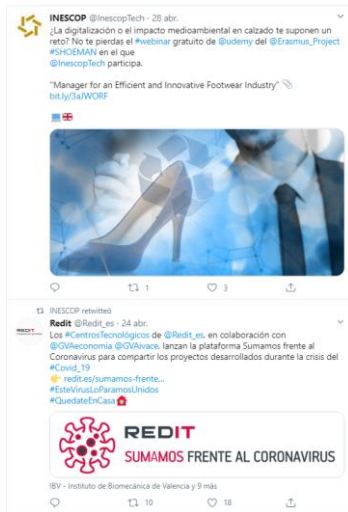 INESCOP @InescopTech · 28 abr.
¿La digitalización o el impacto medioambiental en calzado te suponen un
reto? No te pierdas el #webinar gratuito de @udemy del @Erasmus_Project
#SHOEMAN en el que
@InescopTech participa.
"Manager for an Efficient and Innovative Footwear Industry"
bit.ly/3aJWORF
1 3
INESCOP retwitteó
REDIT
Redit @Redit_es · 24 abr.
Los #CentrosTecnológicos de @Redit_es, en colaboración con
@GVAeconomia @GVAivace, lanzan la plataforma Sumamos frente al
Coronavirus para compartir los proyectos desarrollados durante la crisis del
#Covid_19
redit.es/sumamos-frente...
#EsteVirusLoParamosUnidos
#QuedateEnCasa
REDIT
SUMAMOS FRENTE AL CORONAVIRUS
IBV - Instituto de Biomecánica de Valencia y 9 más
10 18